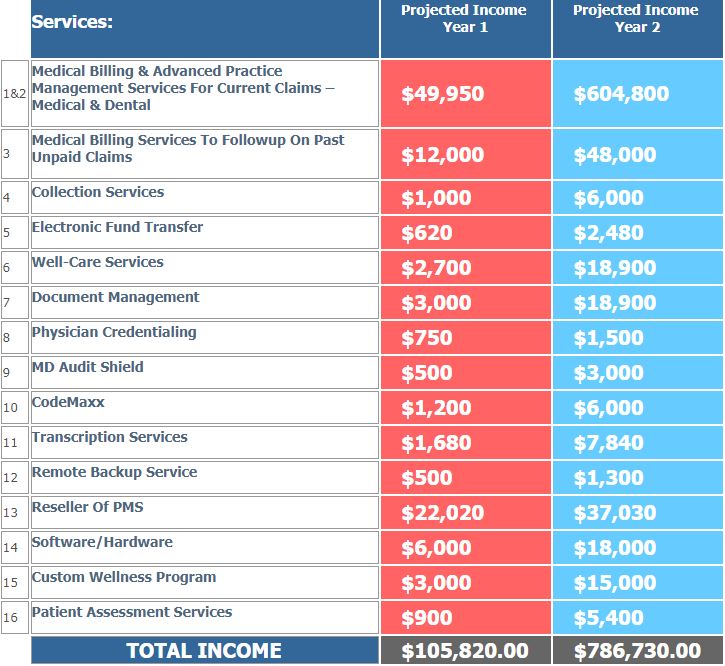 Services:
Projected Income
Year 1
Projected Income
Year 2
1&2
Medical Billing & Advanced Practice
Management Services For Current Claims –
Medical & Dental
$49,950
$604,800
3
Medical Billing Services To Followup On Past
Unpaid Claims
$12,000
$48,000
4
Collection Services
$1,000
$6,000
5
Electronic Fund Transfer
$620
$2,480
6
Well-Care Services
$2,700
$18,900
7
Document Management
$3,000
$18,900
8
Physician Credentialing
$750
$1,500
9
MD Audit Shield
$500
$3,000
10
CodeMaxx
$1,200
$6,000
11
Transcription Services
$1,680
$7,840
12
Remote Backup Service
$500
$1,300
13
Reseller Of PMS
$22,020
$37,030
14
Software/Hardware
$6,000
$18,000
15
Custom Wellness Program
$3,000
$15,000
16
Patient Assessment Services
$900
$5,400
TOTAL INCOME
$105,820.00
$786,730.00